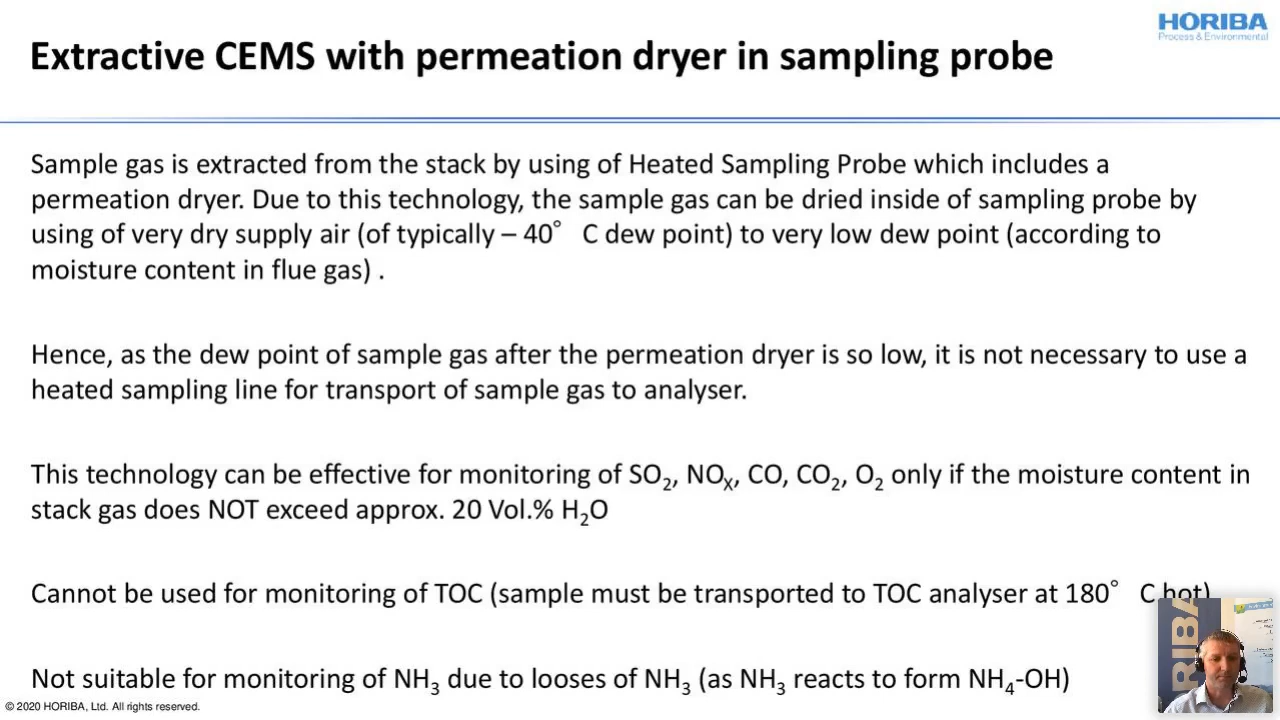 HORIBA
Process & Environmental
Extractive CEMS with permeation dryer in sampling probe
Sample gas is extracted from the stack by using of Heated Sampling Probe which includes a
permeation dryer. Due to this technology, the sample gas can be dried inside of sampling probe by
using of very dry supply air (of typically – 40° C dew point) to very low dew point (according to
moisture content in flue gas) .
Hence, as the dew point of sample gas after the permeation dryer is so low, it is not necessary to use a
heated sampling line for transport of sample gas to analyser.
This technology can be effective for monitoring of SO₂, NOₓ, CO, CO₂, O₂ only if the moisture content in
stack gas does NOT exceed approx. 20 Vol.% H₂O
Cannot be used for monitoring of TOC (sample must be transported to TOC analyser at 180° C hot)
RIBA
Not suitable for monitoring of NH₃ due to looses of NH₃ (as NH₃ reacts to form NH₄-OH)
© 2020 HORIBA, Ltd. All rights reserved.